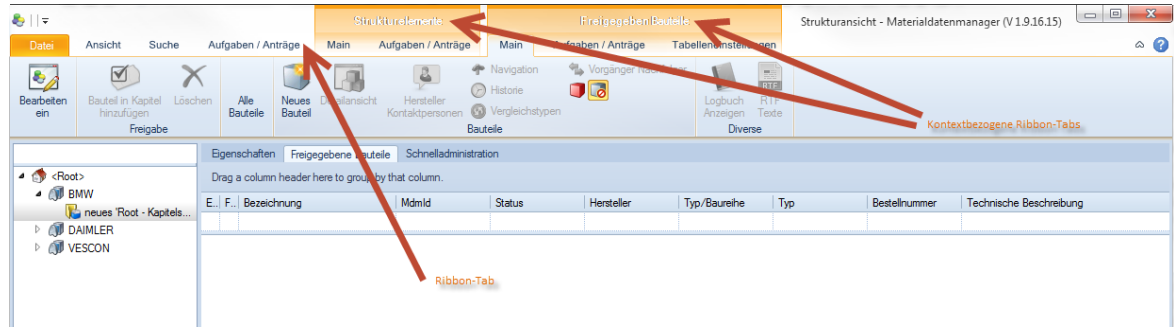 Strukturelemente
Freigegeben Bauteile
Strukturansicht - Materialdatenmanager (V 1.9.16.15)
Datei Ansicht Suche Aufgaben / Anträge Main Aufgaben / Anträge Main Aufgaben / Anträge Tabelleneinstellungen
Bearbeiten ein
Bauteil in Kapitel hinzufügen
Löschen
Freigabe
Alle Bauteile
Neues Bauteil
Detailansicht
Hersteller Kontaktpersonen
Navigation
Historie
Vergleichstypen
Vorgänger
Bauteile
Logbuch Anzeigen
RTF Texte
Diverse
Kontextbezogene Ribbon-Tabs
Eigenschaften Freigegebene Bauteile Schnelladministration
Drag a column header here to group by that column.
E.. F.. Bezeichnung MdmId Status Hersteller Typ/Baureihe Typ Bestellnummer Technische Beschreibung
<Root>
BMW
neues 'Root - Kapitels...
DAIMLER
VESCON
Ribbon-Tab